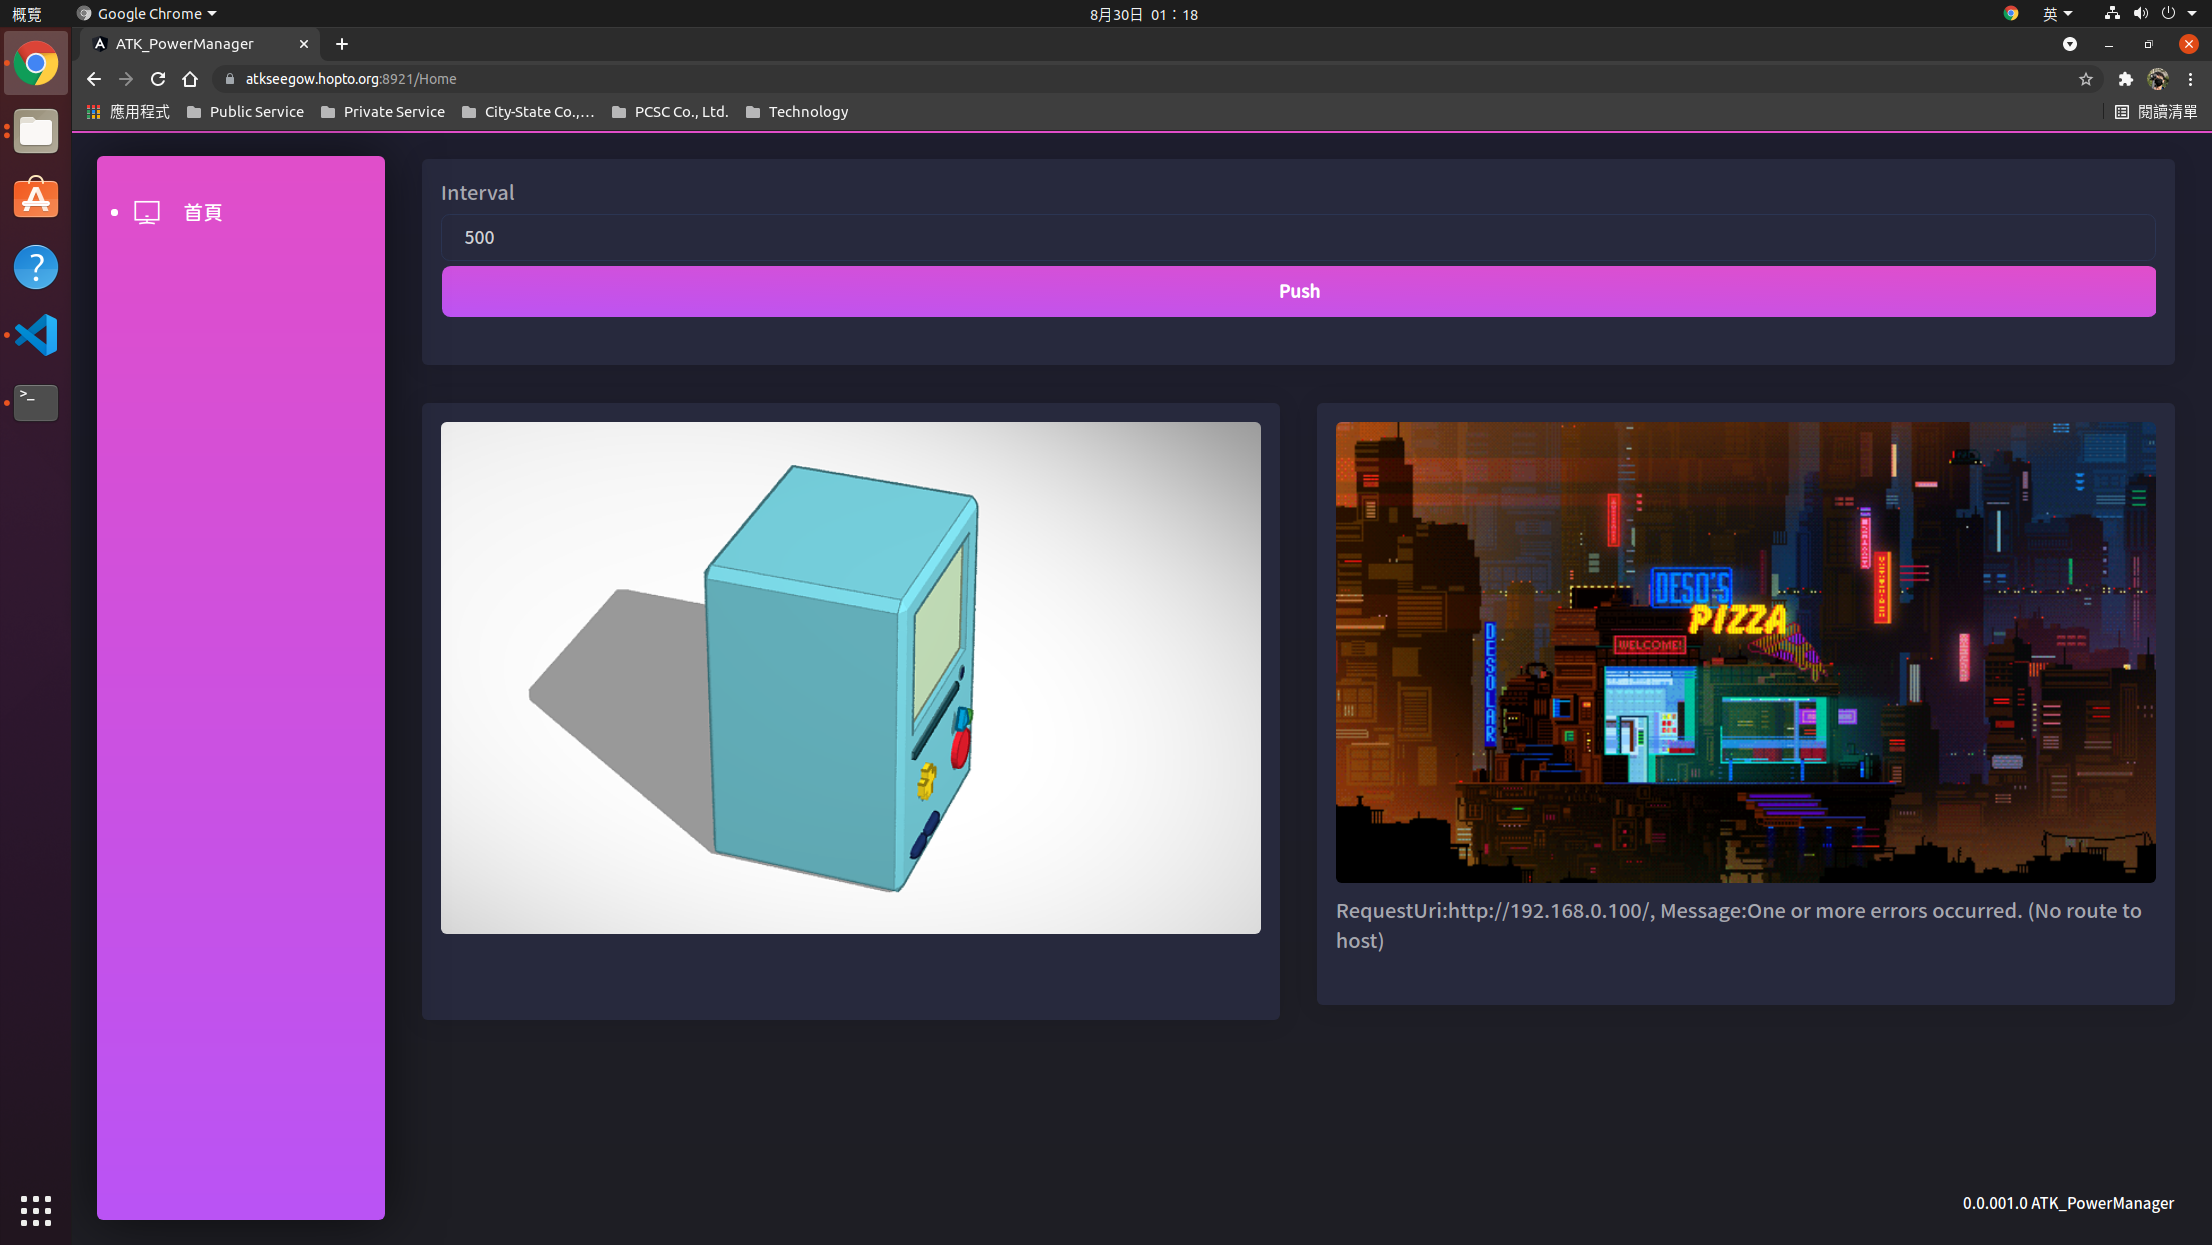 概覽
Google Chrome
8月30日 01：18
英
ATK_PowerManager
atkseegow.hopto.org:8921/Home
應用程式
Public Service
Private Service
City-State Co.,...
PCSC Co., Ltd.
Technology
閱讀清單
首頁
Interval
500
Push
DESO'S
PIZZA
WELCOME!
DESOLAR
RequestUri:http://192.168.0.100/, Message:One or more errors occurred. (No route to
host)
0.0.001.0 ATK_PowerManager